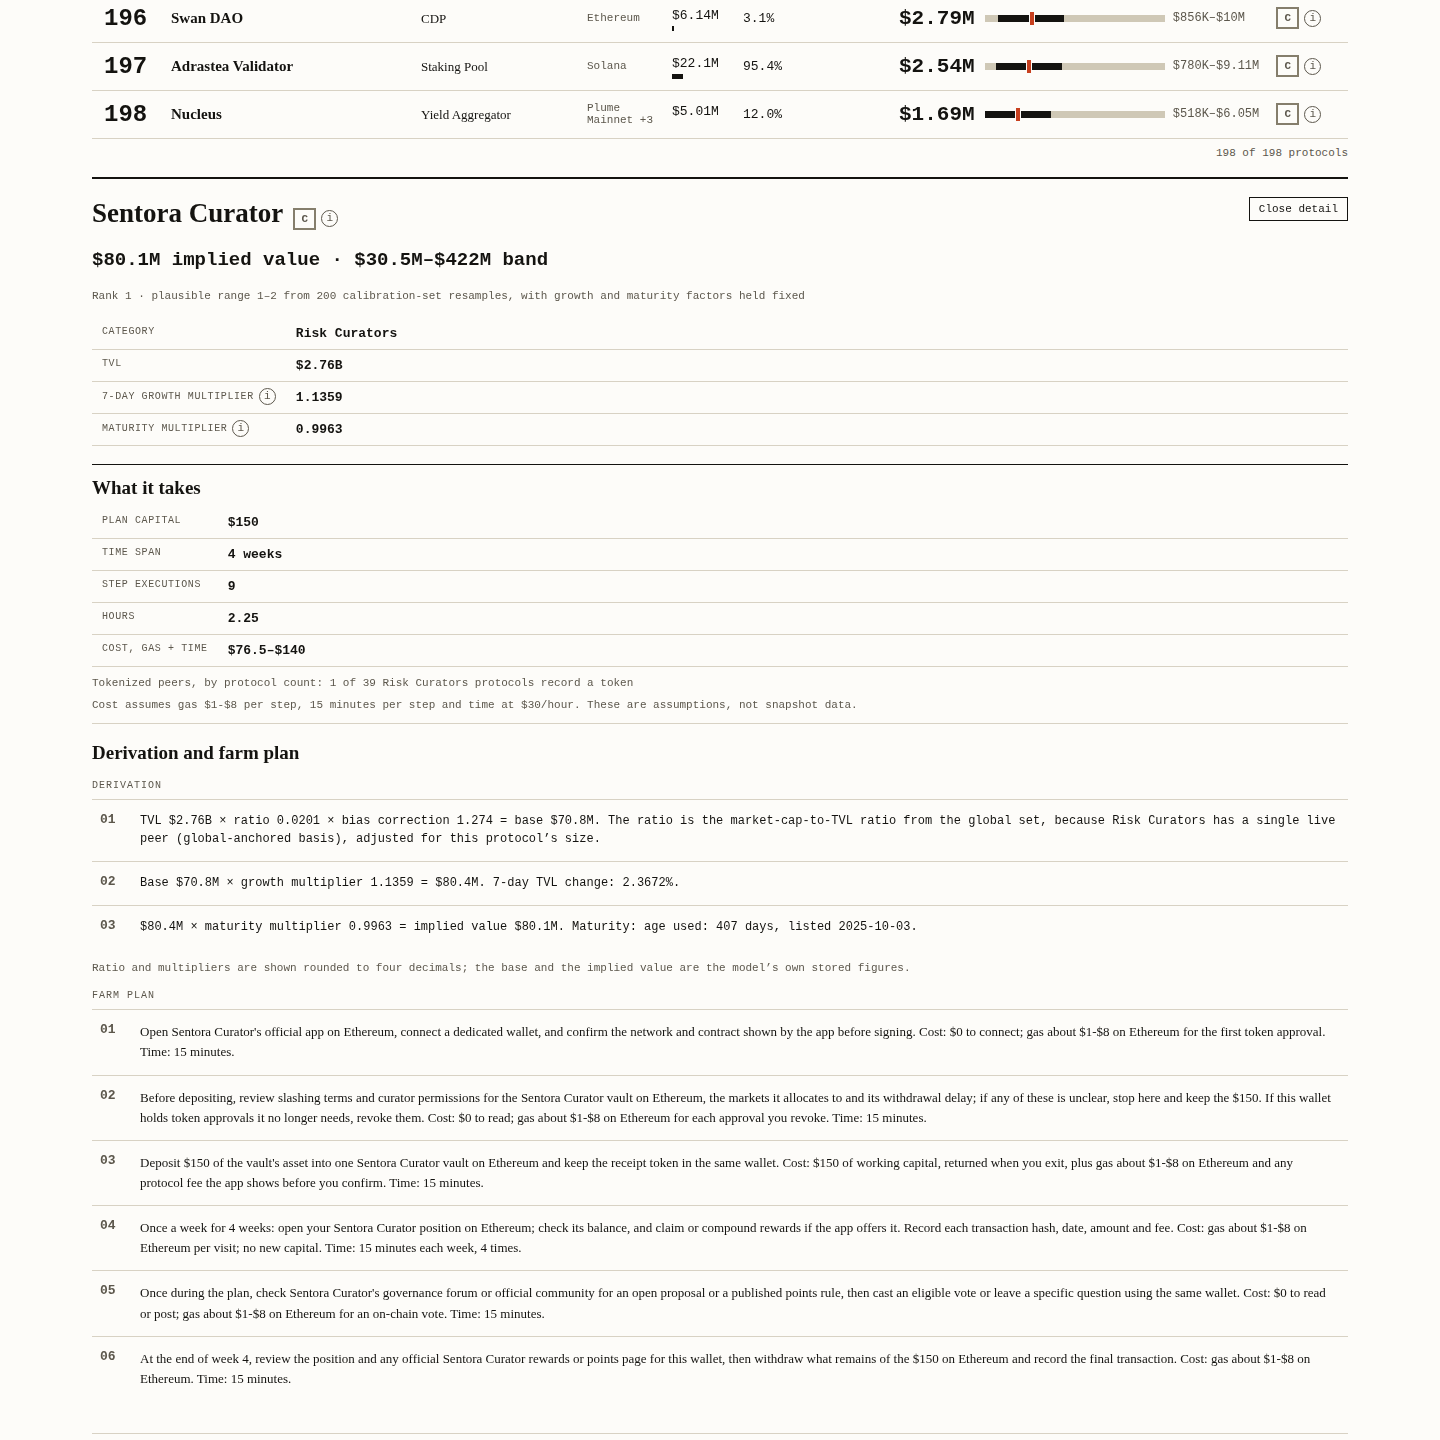 196 Swan DAO CDP Ethereum $6.14M 3.1% $2.79M $856K–$10M C i
197 Adrastea Validator Staking Pool Solana $22.1M 95.4% $2.54M $780K–$9.11M C i
198 Nucleus Yield Aggregator Plume Mainnet +3 $5.01M 12.0% $1.69M $518K–$6.05M C i
198 of 198 protocols
Sentora Curator C i Close detail
$80.1M implied value · $30.5M–$422M band
Rank 1 · plausible range 1–2 from 200 calibration-set resamples, with growth and maturity factors held fixed
CATEGORY Risk Curators
TVL $2.76B
7-DAY GROWTH MULTIPLIER i 1.1359
MATURITY MULTIPLIER i 0.9963
What it takes
PLAN CAPITAL $150
TIME SPAN 4 weeks
STEP EXECUTIONS 9
HOURS 2.25
COST, GAS + TIME $76.5–$140
Tokenized peers, by protocol count: 1 of 39 Risk Curators protocols record a token
Cost assumes gas $1-$8 per step, 15 minutes per step and time at $30/hour. These are assumptions, not snapshot data.
Derivation and farm plan
DERIVATION
01 TVL $2.76B × ratio 0.0201 × bias correction 1.274 = base $70.8M. The ratio is the market-cap-to-TVL ratio from the global set, because Risk Curators has a single live
peer (global-anchored basis), adjusted for this protocol’s size.
02 Base $70.8M × growth multiplier 1.1359 = $80.4M. 7-day TVL change: 2.3672%.
03 $80.4M × maturity multiplier 0.9963 = implied value $80.1M. Maturity: age used: 407 days, listed 2025-10-03.
Ratio and multipliers are shown rounded to four decimals; the base and the implied value are the model’s own stored figures.
FARM PLAN
01 Open Sentora Curator's official app on Ethereum, connect a dedicated wallet, and confirm the network and contract shown by the app before signing. Cost: $0 to connect; gas about $1-$8 on Ethereum for the first token approval.
Time: 15 minutes.
02 Before depositing, review slashing terms and curator permissions for the Sentora Curator vault on Ethereum, the markets it allocates to and its withdrawal delay; if any of these is unclear, stop here and keep the $150. If this wallet
holds token approvals it no longer needs, revoke them. Cost: $0 to read; gas about $1-$8 on Ethereum for each approval you revoke. Time: 15 minutes.
03 Deposit $150 of the vault's asset into one Sentora Curator vault on Ethereum and keep the receipt token in the same wallet. Cost: $150 of working capital, returned when you exit, plus gas about $1-$8 on Ethereum and any
protocol fee the app shows before you confirm. Time: 15 minutes.
04 Once a week for 4 weeks: open your Sentora Curator position on Ethereum; check its balance, and claim or compound rewards if the app offers it. Record each transaction hash, date, amount and fee. Cost: gas about $1-$8 on
Ethereum per visit; no new capital. Time: 15 minutes each week, 4 times.
05 Once during the plan, check Sentora Curator's governance forum or official community for an open proposal or a published points rule, then cast an eligible vote or leave a specific question using the same wallet. Cost: $0 to read
or post; gas about $1-$8 on Ethereum for an on-chain vote. Time: 15 minutes.
06 At the end of week 4, review the position and any official Sentora Curator rewards or points page for this wallet, then withdraw what remains of the $150 on Ethereum and record the final transaction. Cost: gas about $1-$8 on
Ethereum. Time: 15 minutes.